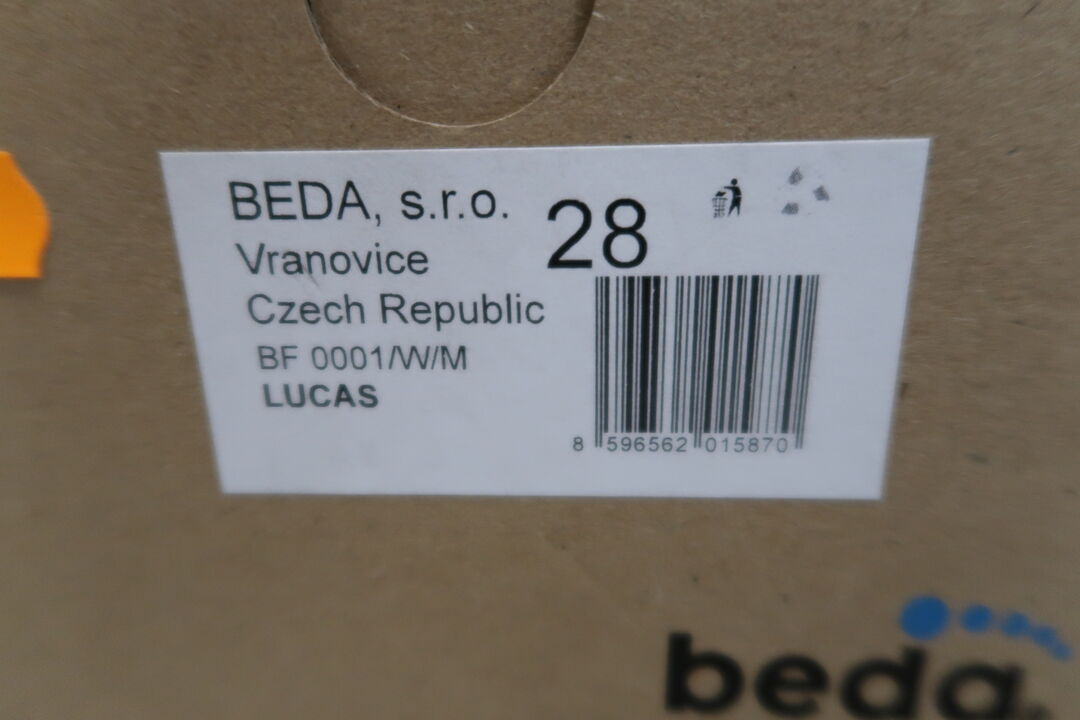 BEDA, s.r.o.
28
Vranovice
Czech Republic
BF 0001/W/M
LUCAS
8 596562 015870
beda